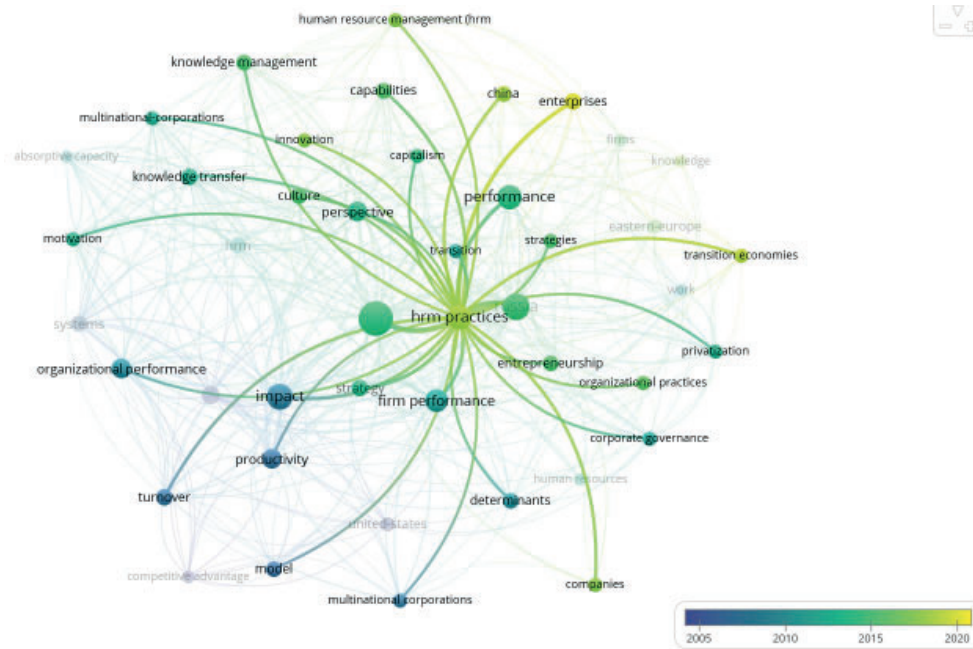 human resource management (hrm
knowledge management
capabilities
china
enterprises
multinational-corporations
innovation
firms
absorptive capacity
capitalism
knowledge
knowledge transfer
culture
performance
perspective
eastern-europe
motivation
hrm
transition
strategies
transition economies
work
russia
hrm practices
systems
privatization
organizational performance
entrepreneurship
organizational practices
impact
strategy
firm performance
corporate governance
productivity
human resources
turnover
determinants
united-states
competitive advantage
model
companies
multinational corporations
2005
2010
2015
2020